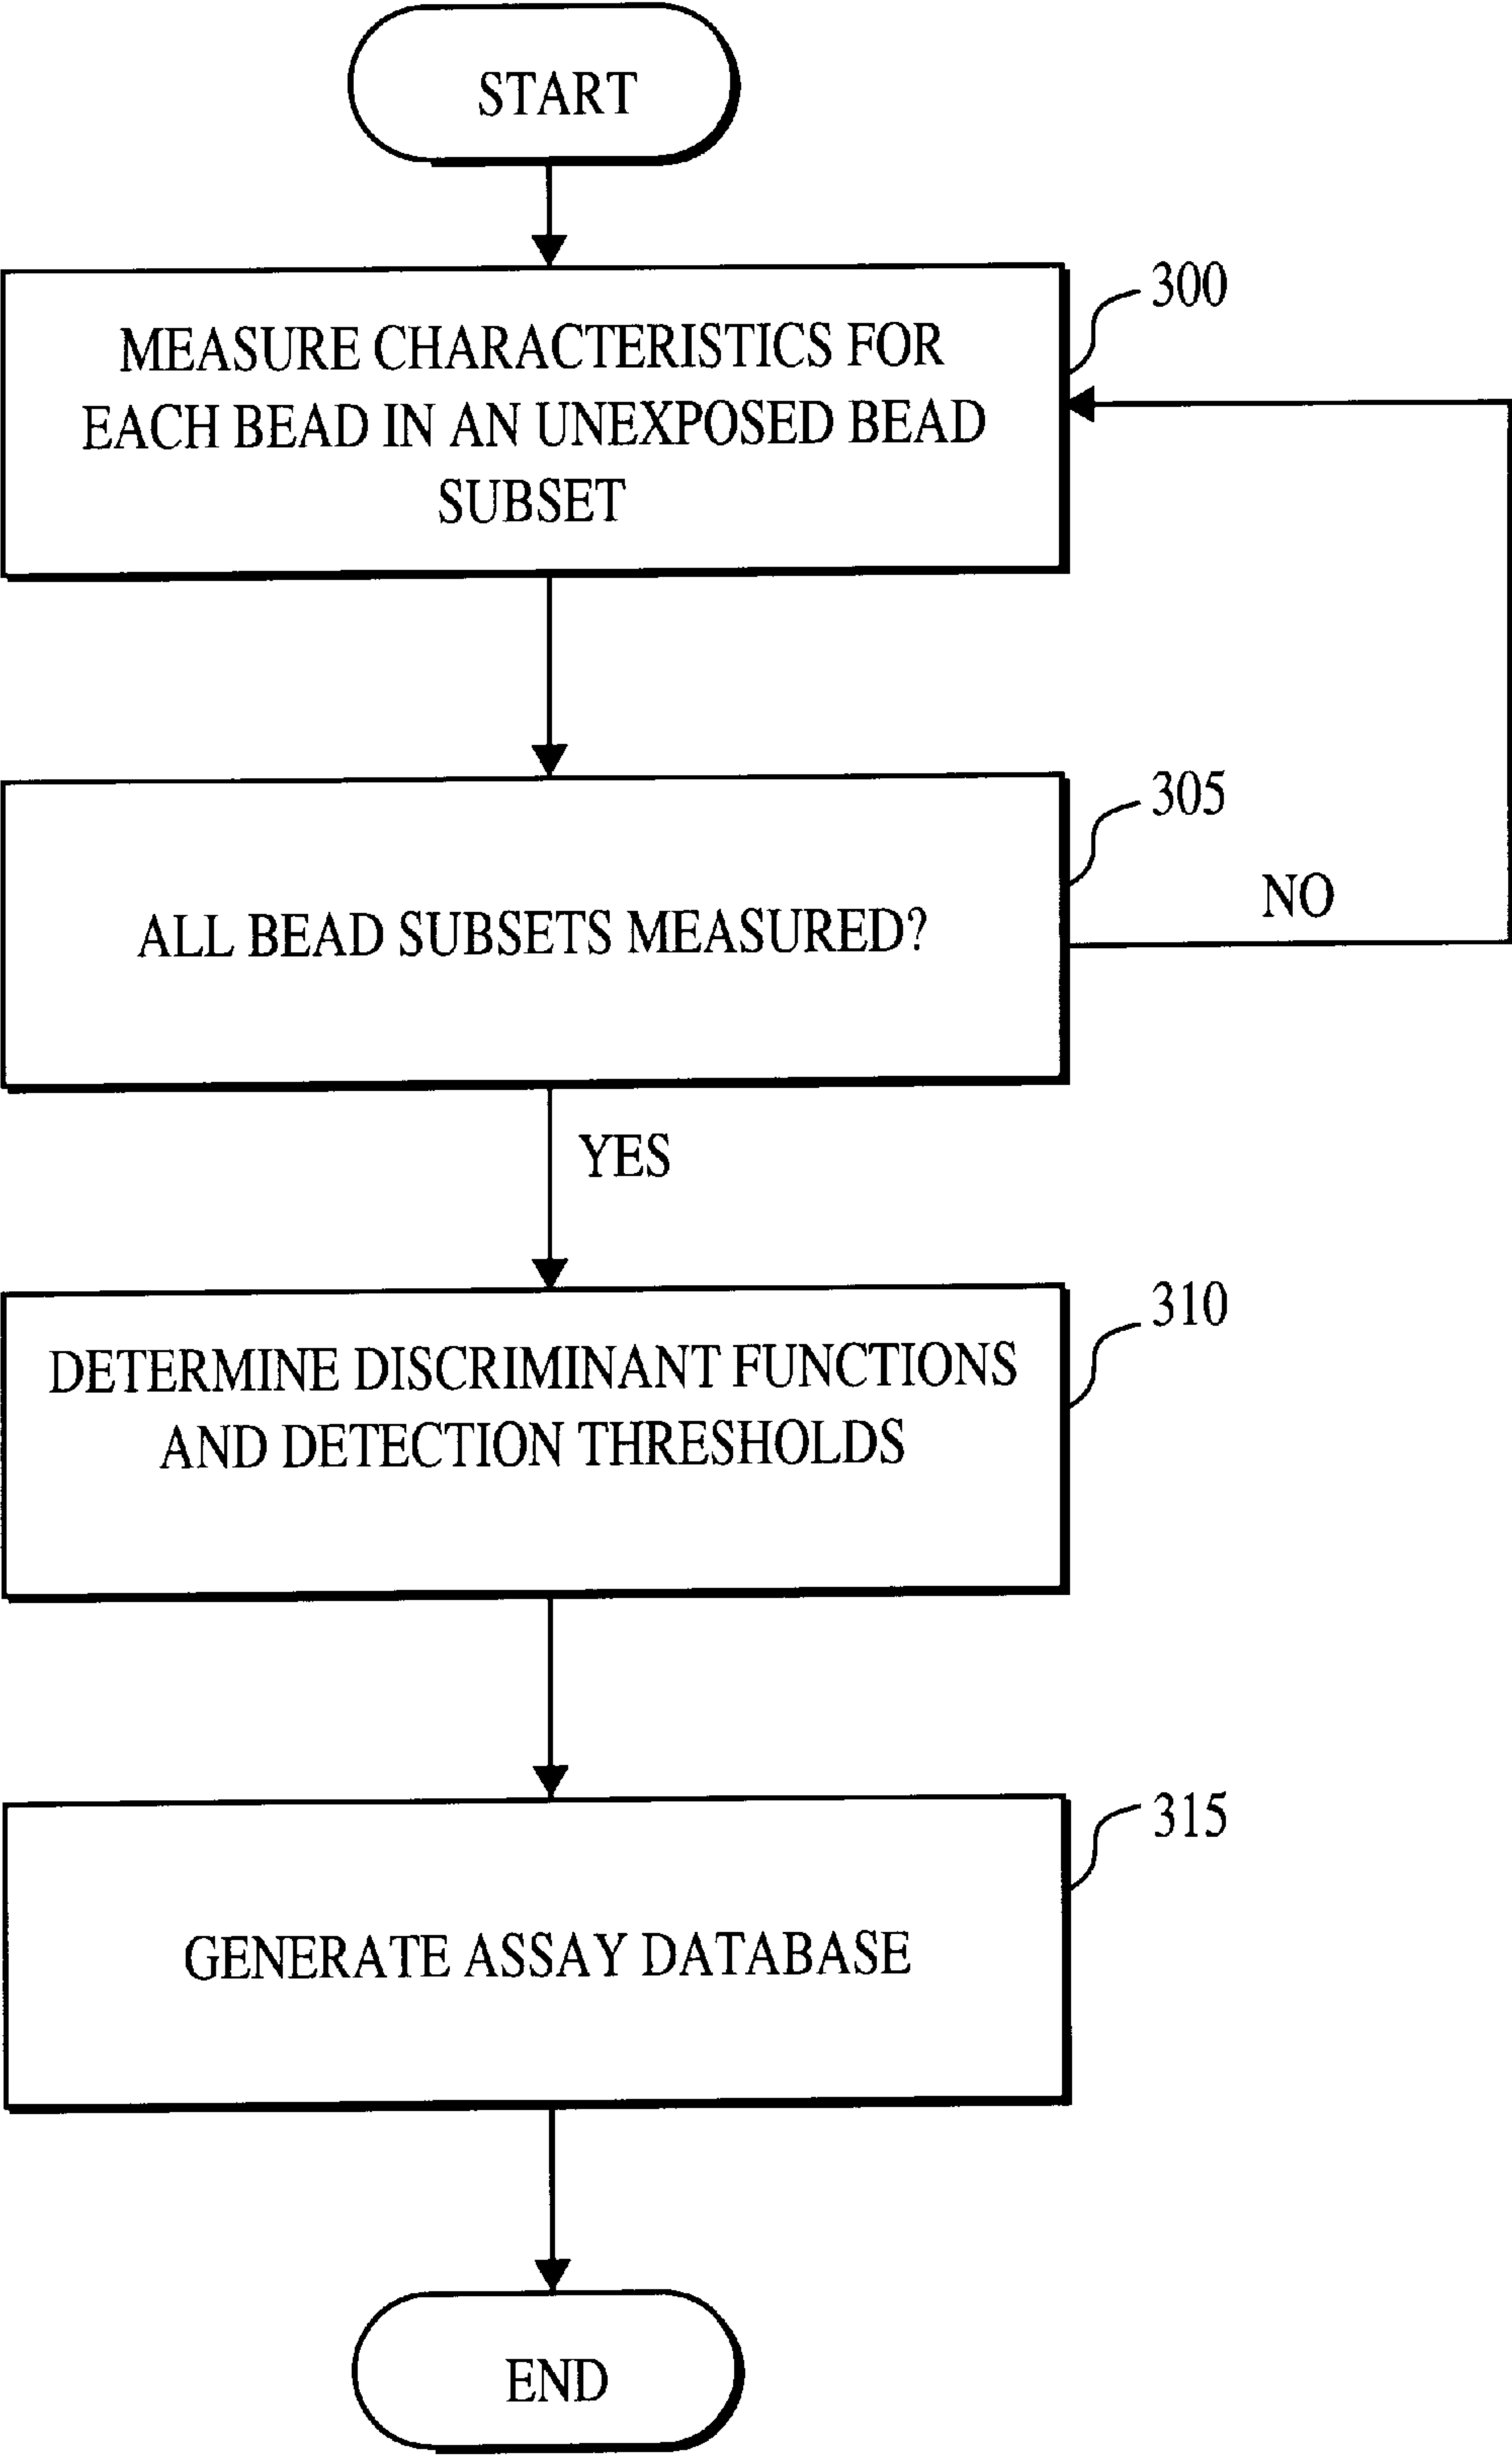 START
300
MEASURE CHARACTERISTICS FOR
EACH BEAD IN AN UNEXPOSED BEAD
SUBSET
305
ALL BEAD SUBSETS MEASURED?
NO
YES
310
DETERMINE DISCRIMINANT FUNCTIONS
AND DETECTION THRESHOLDS
315
GENERATE ASSAY DATABASE
END